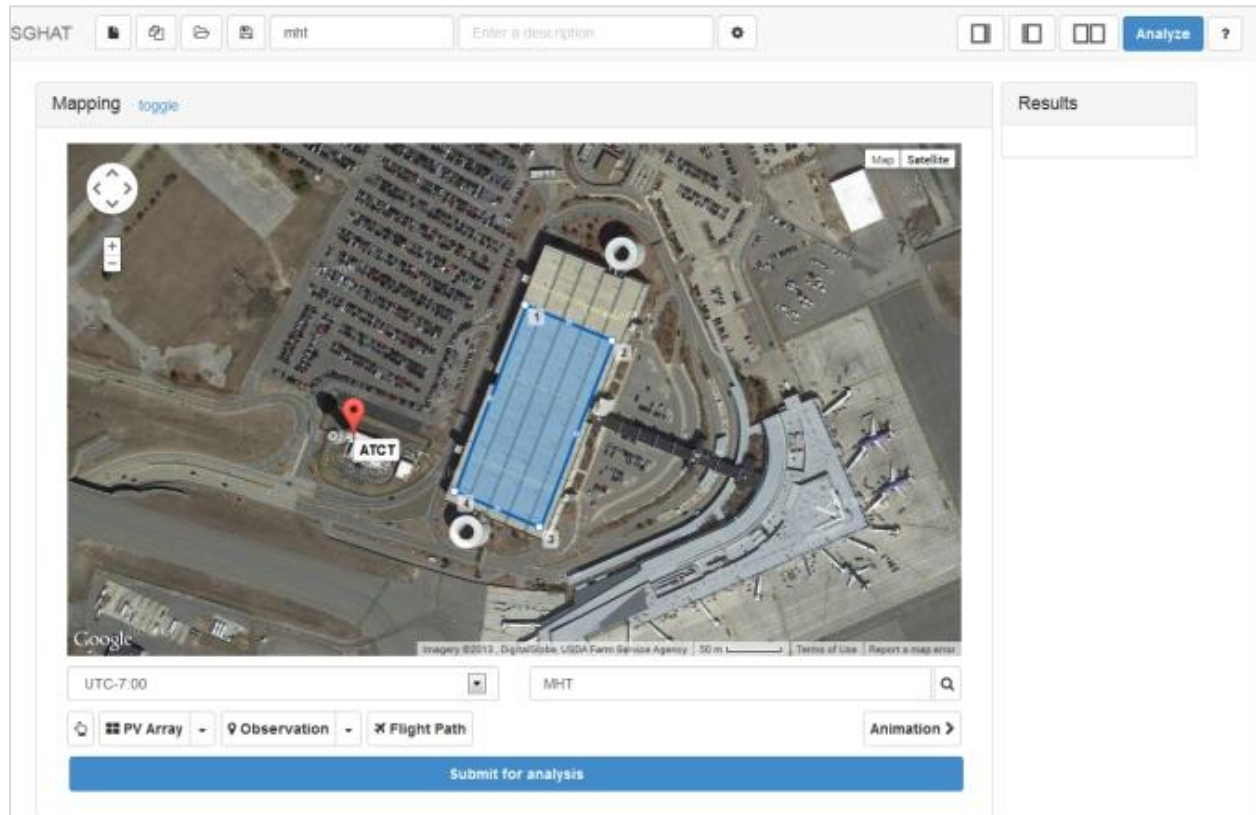 SGHAT mht Enter a description Analyze ?
Mapping toggle
Results
Map Satellite
+
-
1
2
ATCT
4
3
Google
Imagery ©2013 , DigitalGlobe, USDA Farm Service Agency 50 m Terms of Use Report a map error
UTC-7:00 MHT
PV Array Observation Flight Path Animation
Submit for analysis